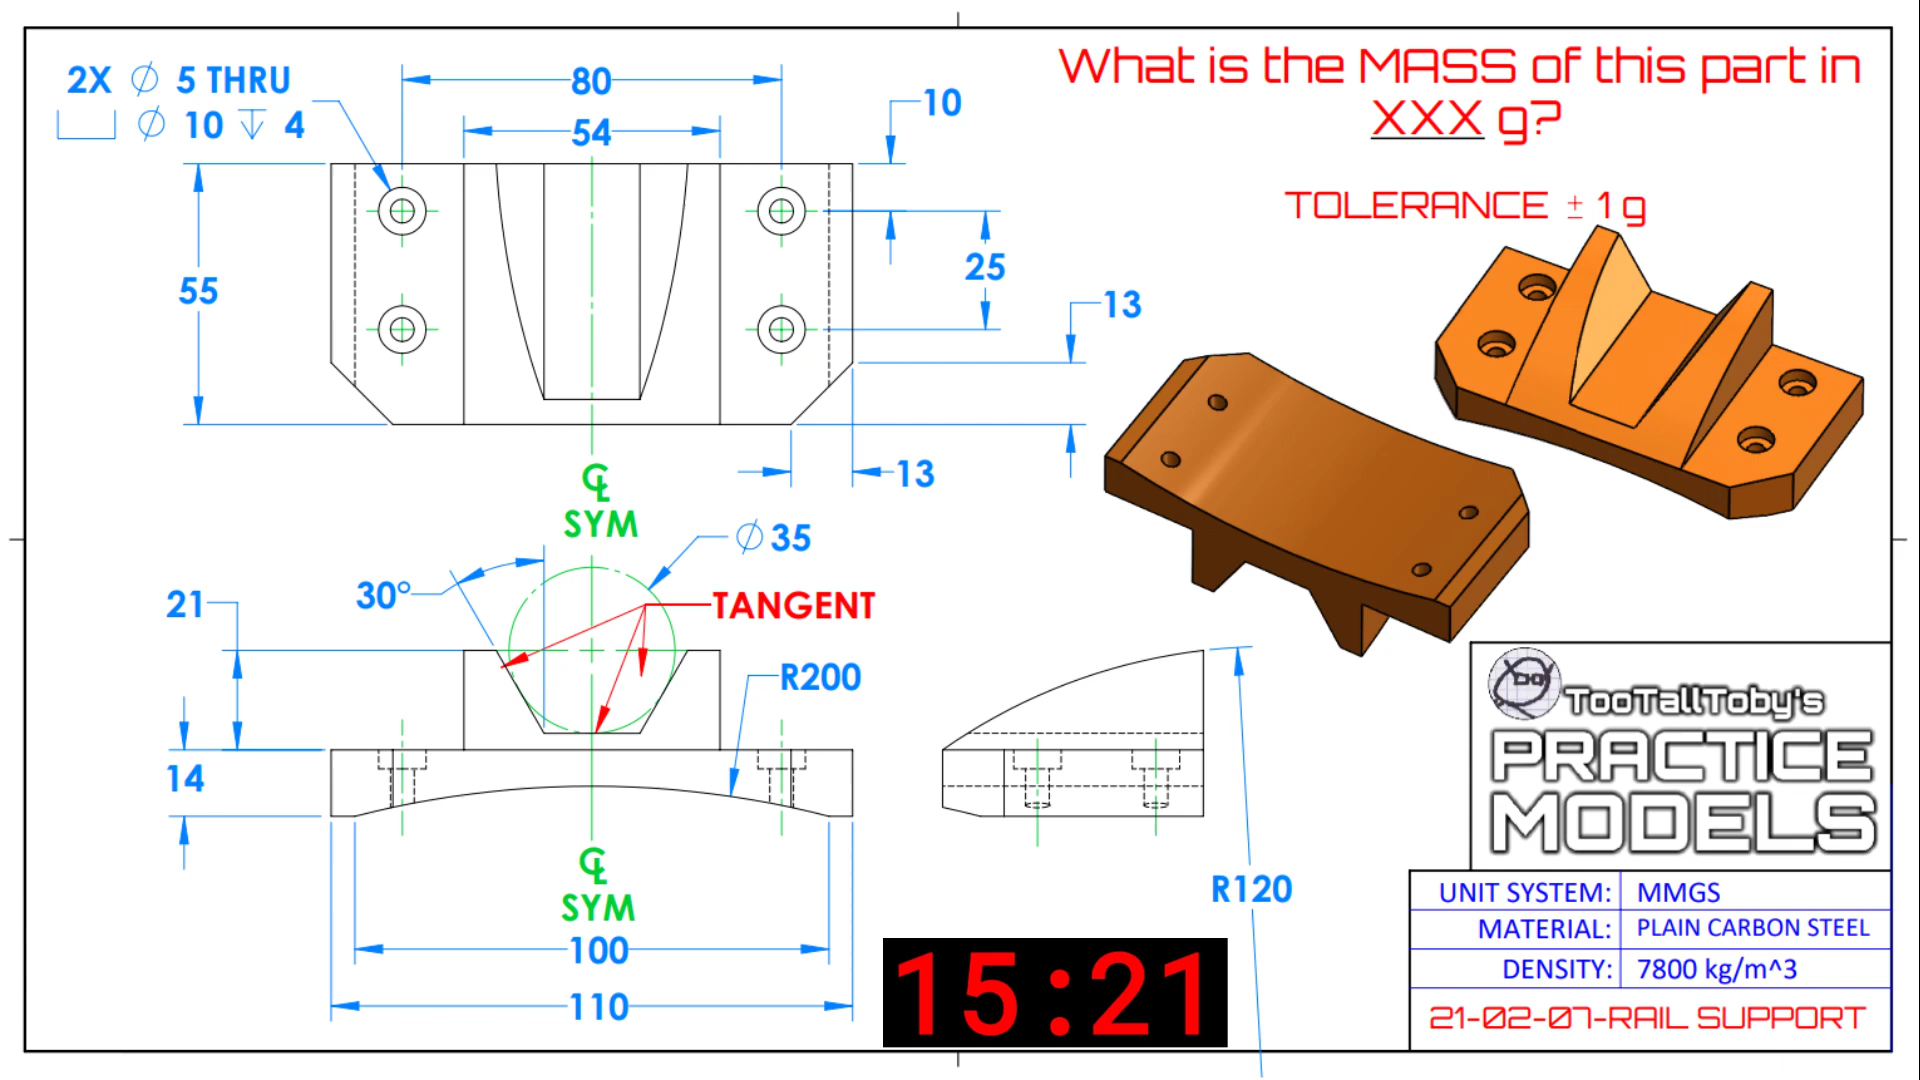 What is the MASS of this part in
XXX g?
TOLERANCE ± 1 g
2X ∅ 5 THRU
⌴ ∅ 10 ↧ 4
80
54
10
55
25
13
13
℄
SYM
∅ 35
30°
TANGENT
21
R200
14
R120
℄
SYM
100
110
15:21
TooTallToby's
PRACTICE
MODELS
UNIT SYSTEM: MMGS
MATERIAL: PLAIN CARBON STEEL
DENSITY: 7800 kg/m^3
21-02-07-RAIL SUPPORT